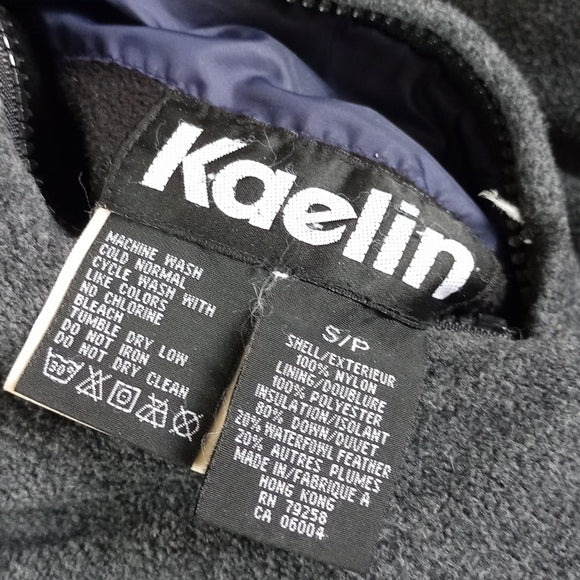 Kaelin
MACHINE WASH
COLD NORMAL
CYCLE WASH WITH
LIKE COLORS
NO CHLORINE
BLEACH
TUMBLE DRY LOW
DO NOT IRON
DO NOT DRY CLEAN
30°
S/P
SHELL/EXTERIEUR
100% NYLON
LINING/DOUBLURE
100% POLYESTER
INSULATION/ISOLANT
80% DOWN/DUVET
20% WATERFOWL FEATHER
20% AUTRES PLUMES
MADE IN/FABRIQUE A
HONG KONG
RN 79258
CA 06004